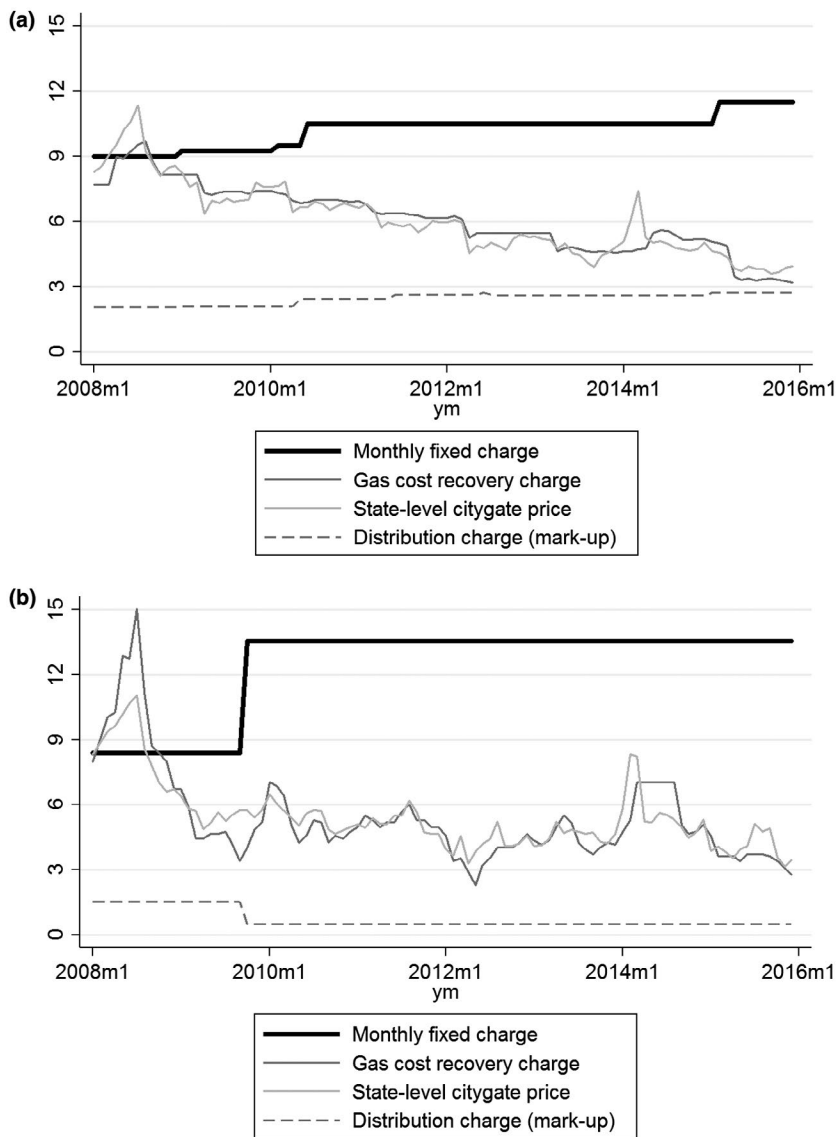 (a)
15
12
9
6
3
0
2008m1 2010m1 2012m1 2014m1 2016m1
ym
Monthly fixed charge
Gas cost recovery charge
State-level citygate price
Distribution charge (mark-up)
(b)
15
12
9
6
3
0
2008m1 2010m1 2012m1 2014m1 2016m1
ym
Monthly fixed charge
Gas cost recovery charge
State-level citygate price
Distribution charge (mark-up)